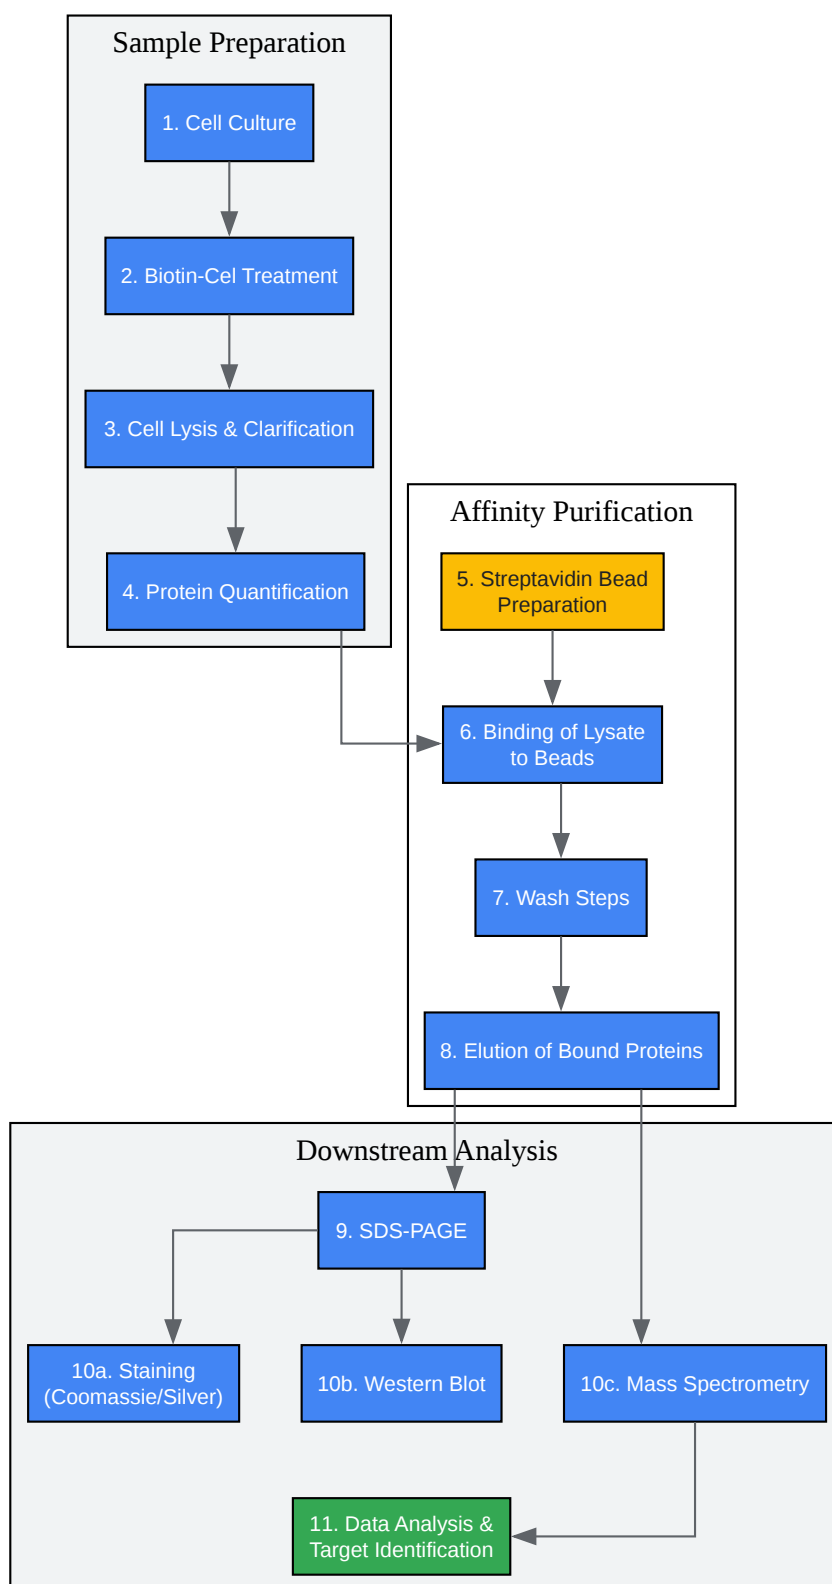 Sample Preparation
1. Cell Culture
2. Biotin-Cel Treatment
3. Cell Lysis & Clarification
4. Protein Quantification
Affinity Purification
5. Streptavidin Bead
Preparation
6. Binding of Lysate
to Beads
7. Wash Steps
8. Elution of Bound Proteins
Downstream Analysis
9. SDS-PAGE
10a. Staining
(Coomassie/Silver)
10b. Western Blot
10c. Mass Spectrometry
11. Data Analysis &
Target Identification